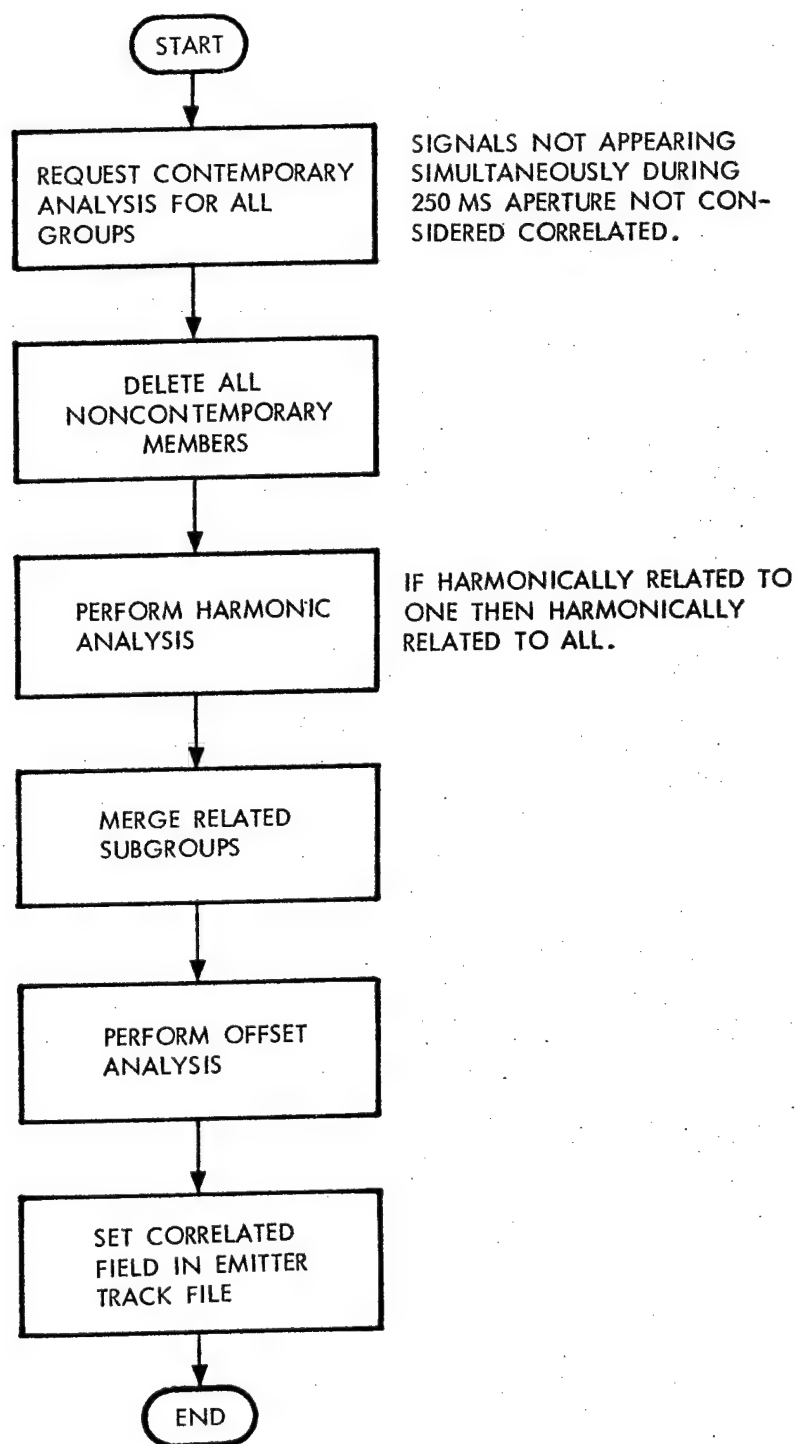 START
REQUEST CONTEMPORARY
ANALYSIS FOR ALL
GROUPS
SIGNALS NOT APPEARING
SIMULTANEOUSLY DURING
250 MS APERTURE NOT CON-
SIDERED CORRELATED.
DELETE ALL
NONCONTEMPORARY
MEMBERS
PERFORM HARMONIC
ANALYSIS
IF HARMONICALLY RELATED TO
ONE THEN HARMONICALLY
RELATED TO ALL.
MERGE RELATED
SUBGROUPS
PERFORM OFFSET
ANALYSIS
SET CORRELATED
FIELD IN EMITTER
TRACK FILE
END